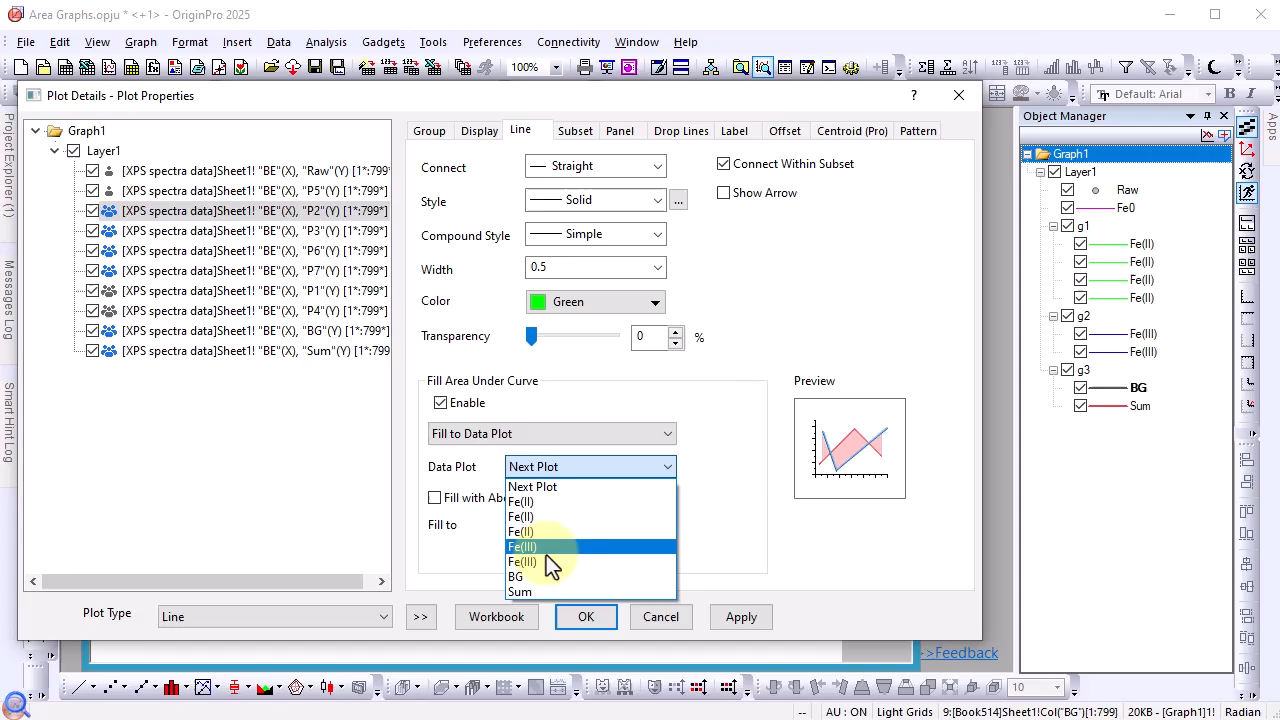 Area Graphs.opju * <+1> - OriginPro 2025
File Edit View Graph Format Insert Data Analysis Gadgets Tools Preferences Connectivity Window Help
100%
Plot Details - Plot Properties
?
Default: Arial
B I
Project Explorer (1)
Messages Log
Smart Hint Log
Graph1
Layer1
[XPS spectra data]Sheet1! "BE"(X), "Raw"(Y) [1*:799*
[XPS spectra data]Sheet1! "BE"(X), "P5"(Y) [1*:799*]
[XPS spectra data]Sheet1! "BE"(X), "P2"(Y) [1*:799*]
[XPS spectra data]Sheet1! "BE"(X), "P3"(Y) [1*:799*]
[XPS spectra data]Sheet1! "BE"(X), "P6"(Y) [1*:799*]
[XPS spectra data]Sheet1! "BE"(X), "P7"(Y) [1*:799*]
[XPS spectra data]Sheet1! "BE"(X), "P1"(Y) [1*:799*]
[XPS spectra data]Sheet1! "BE"(X), "P4"(Y) [1*:799*]
[XPS spectra data]Sheet1! "BE"(X), "BG"(Y) [1*:799*]
[XPS spectra data]Sheet1! "BE"(X), "Sum"(Y) [1*:799
Group Display Line Subset Panel Drop Lines Label Offset Centroid (Pro) Pattern
Connect Straight
Connect Within Subset
Style Solid ...
Show Arrow
Compound Style Simple
Width 0.5
Color Green
Transparency 0 %
Fill Area Under Curve
Enable
Fill to Data Plot
Data Plot Next Plot
Fill with Abo
Fill to
Next Plot
Fe(II)
Fe(II)
Fe(II)
Fe(III)
Fe(III)
BG
Sum
Preview
Plot Type Line
>> Workbook OK Cancel Apply
Object Manager
Graph1
Layer1
Raw
Fe0
g1
Fe(II)
Fe(II)
Fe(II)
Fe(II)
g2
Fe(III)
Fe(III)
g3
BG
Sum
Apps
>>Feedback
10
-- AU : ON Light Grids 9:[Book514]Sheet1!Col("BG")[1:799] 20KB - [Graph1]1! Radian